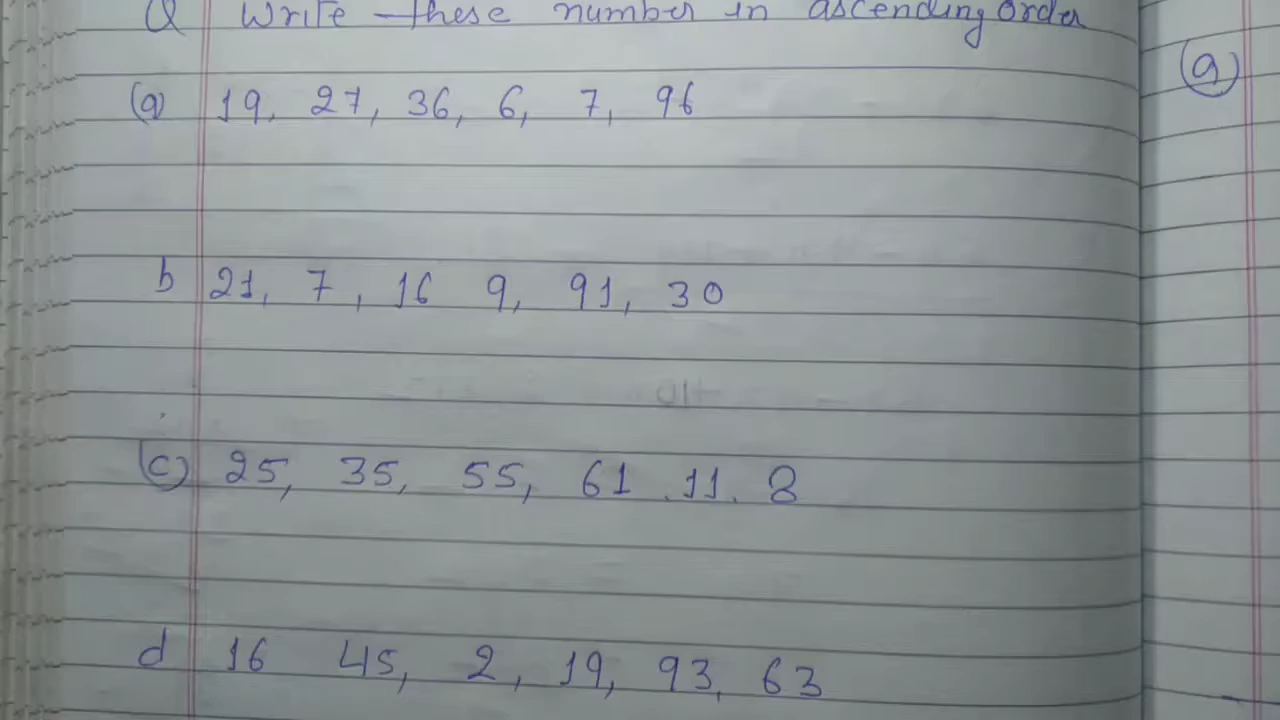 Q Write these number in ascending order
(a) 19, 27, 36, 6, 7, 96
b 21, 7, 16 9, 91, 30
(c) 25, 35, 55, 61, 11, 8
d 16 45, 2, 19, 93, 63
(a)